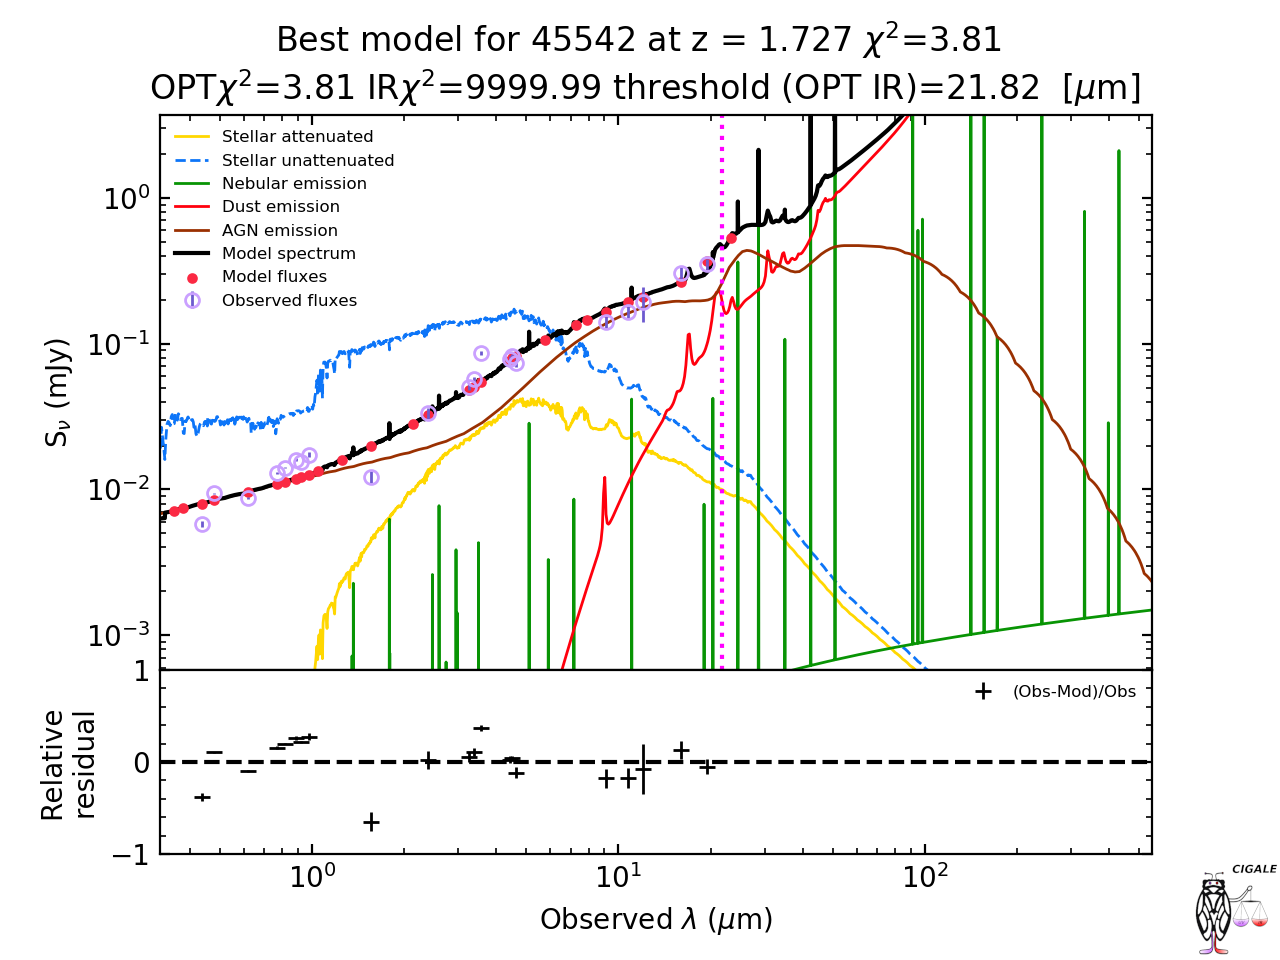 Best model for 45542 at z = 1.727 χ²=3.81
OPTχ²=3.81 IRχ²=9999.99 threshold (OPT IR)=21.82 [μm]
Stellar attenuated
Stellar unattenuated
Nebular emission
Dust emission
AGN emission
Model spectrum
Model fluxes
Observed fluxes
S_ν (mJy)
10⁰
10⁻¹
10⁻²
10⁻³
(Obs-Mod)/Obs
Relative
residual
1
0
−1
10⁰ 10¹ 10²
Observed λ (μm)
CIGALE